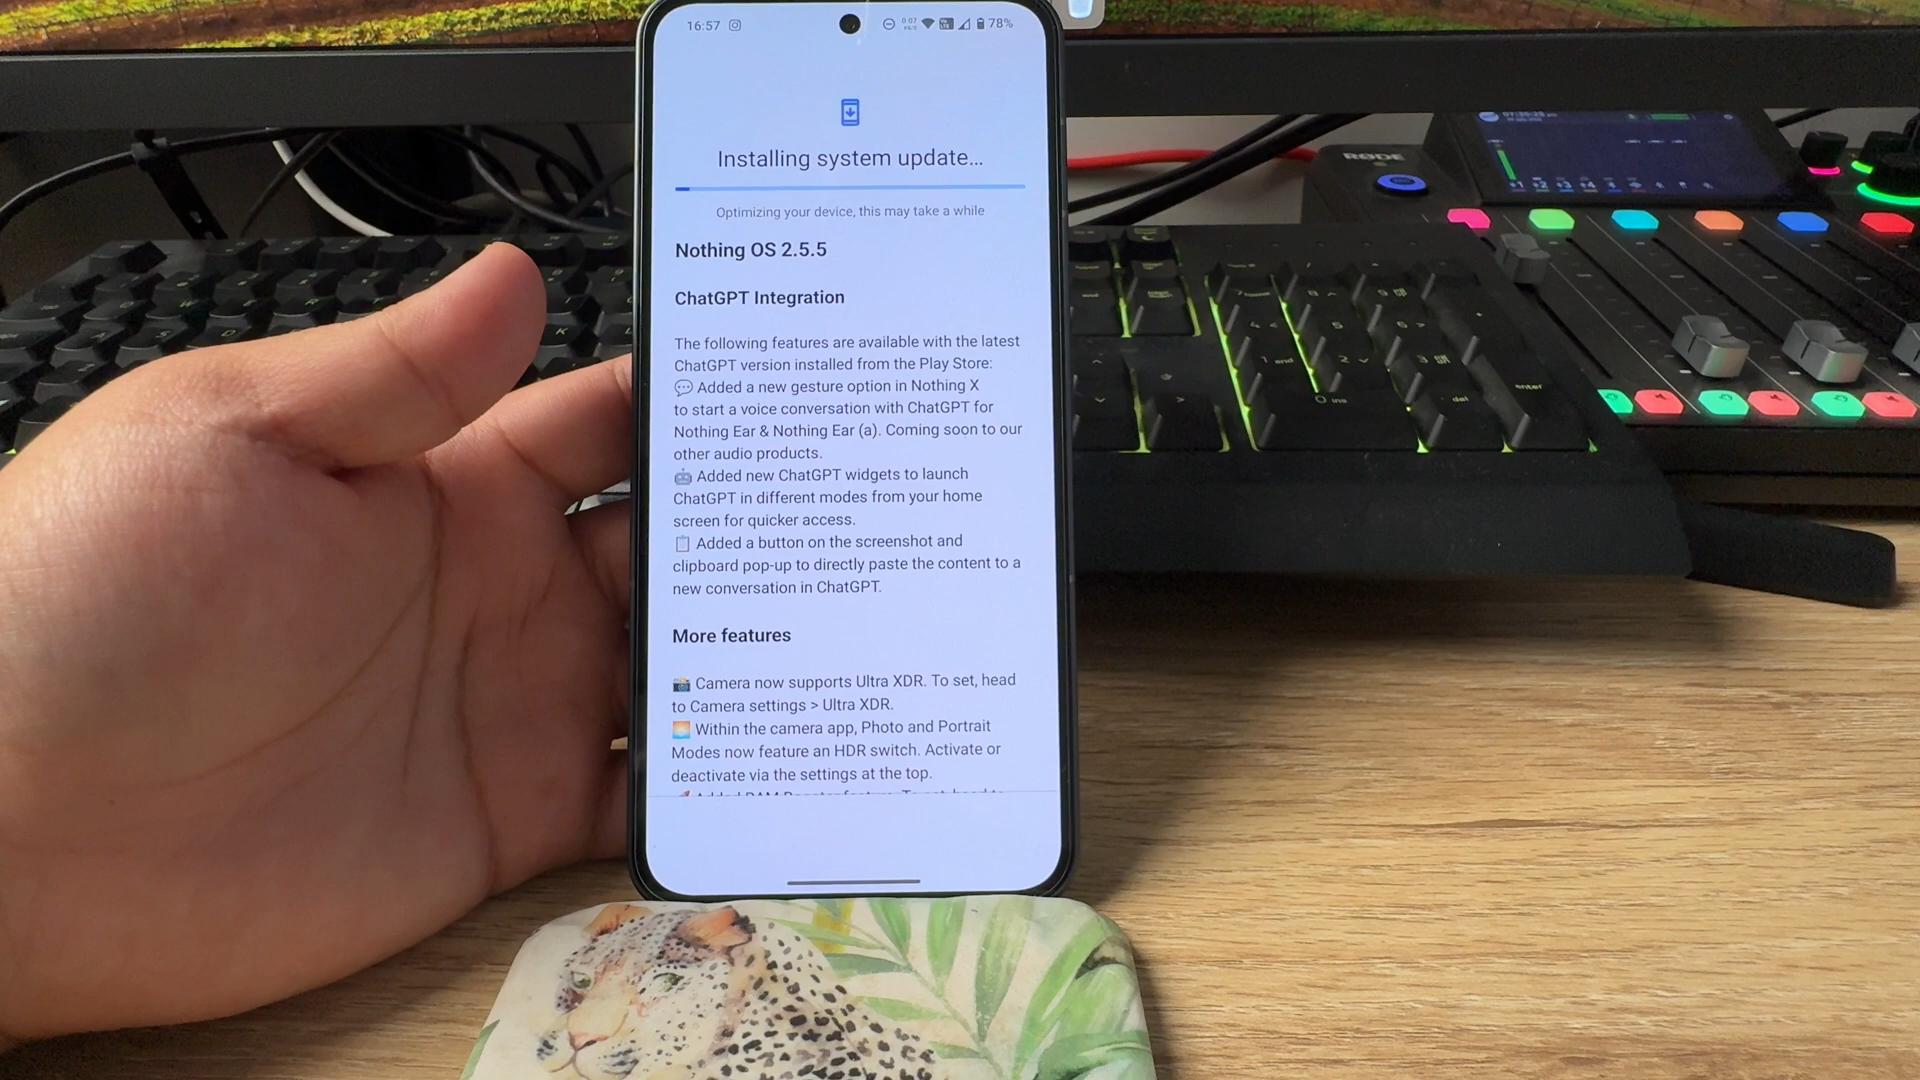 16:57
78%
Installing system update...
Optimizing your device, this may take a while
Nothing OS 2.5.5
ChatGPT Integration
The following features are available with the latest
ChatGPT version installed from the Play Store:
💬 Added a new gesture option in Nothing X
to start a voice conversation with ChatGPT for
Nothing Ear & Nothing Ear (a). Coming soon to our
other audio products.
🤖 Added new ChatGPT widgets to launch
ChatGPT in different modes from your home
screen for quicker access.
📋 Added a button on the screenshot and
clipboard pop-up to directly paste the content to a
new conversation in ChatGPT.
More features
📸 Camera now supports Ultra XDR. To set, head
to Camera settings > Ultra XDR.
🌅 Within the camera app, Photo and Portrait
Modes now feature an HDR switch. Activate or
deactivate via the settings at the top.
RØDE
enter
del
0 ins